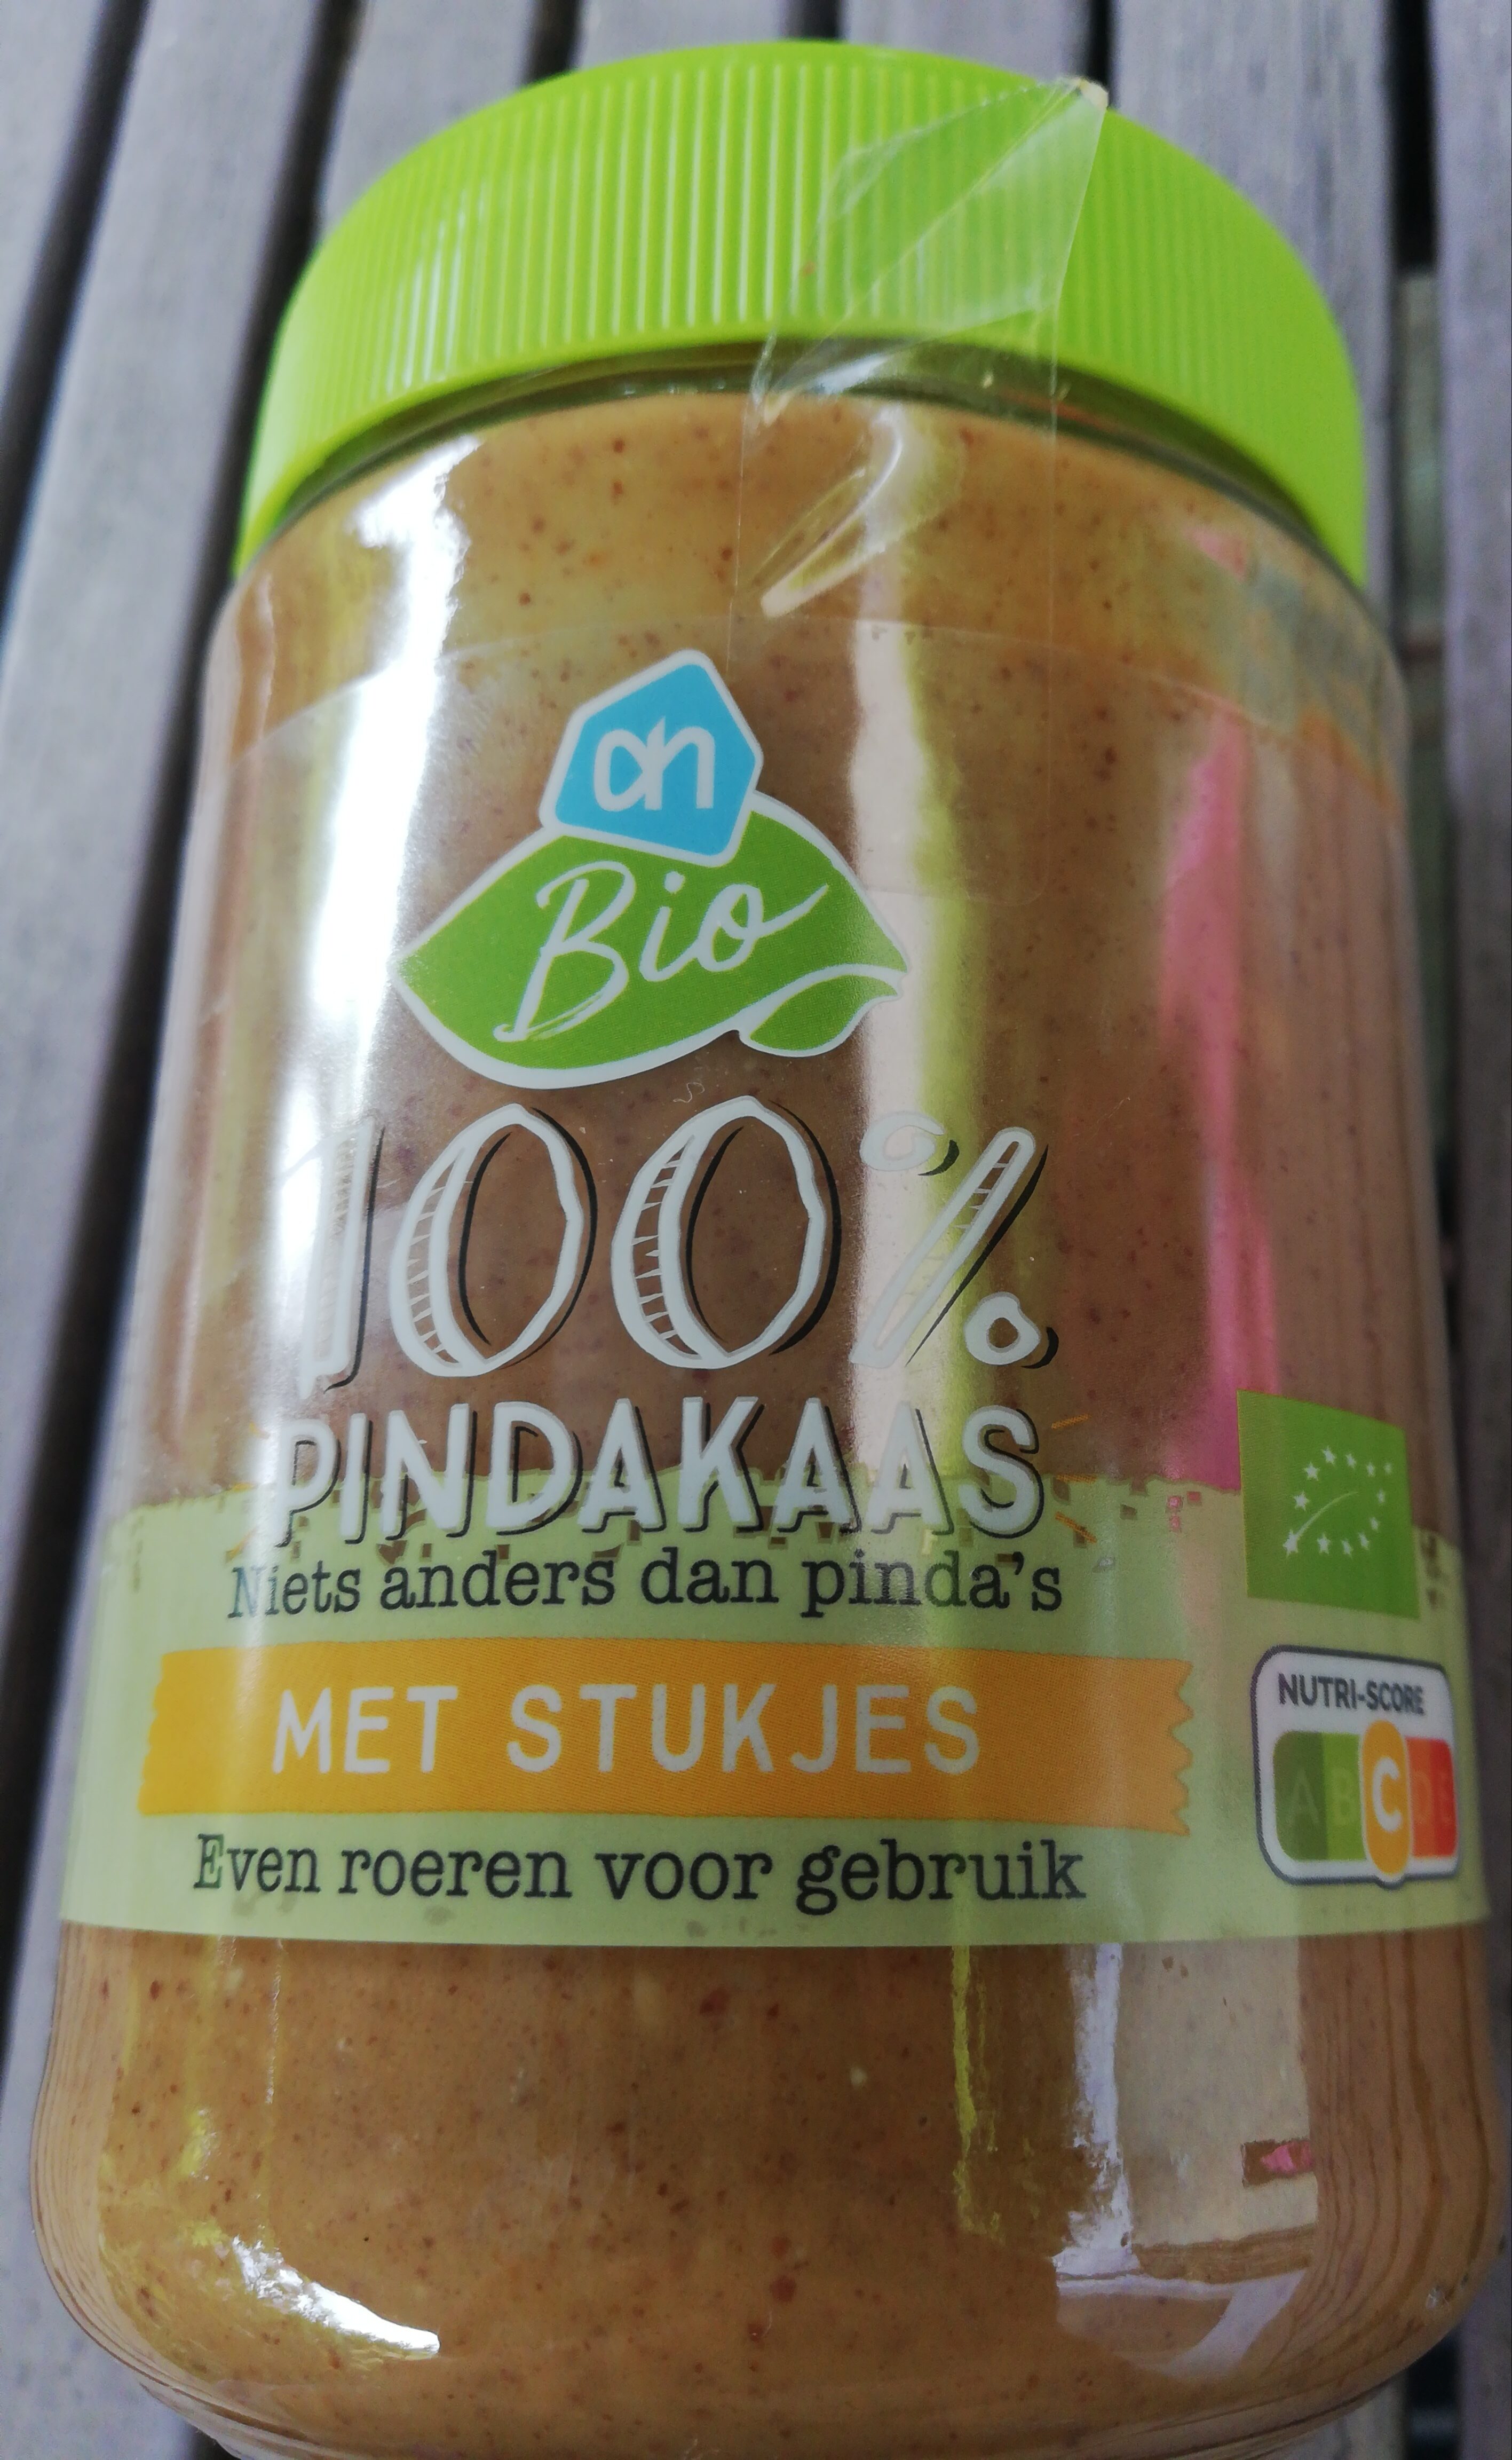 ah
Bio
100%
PINDAKAAS
Niets anders dan pinda's
MET STUKJES
Even roeren voor gebruik
NUTRI-SCORE
A B C D E